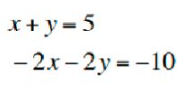 x + y = 5
− 2x − 2y = −10